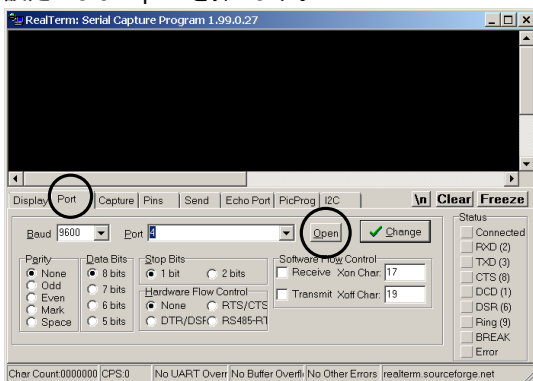 RealTerm: Serial Capture Program 1.99.0.27
Display Port Capture Pins Send Echo Port PicProg I2C \n Clear Freeze
Baud 9600 Port 4 Open Change
Status
Connected
RXD (2)
TXD (3)
CTS (8)
DCD (1)
DSR (6)
Ring (9)
BREAK
Error
Parity
None
Odd
Even
Mark
Space
Data Bits
8 bits
7 bits
6 bits
5 bits
Stop Bits
1 bit 2 bits
Hardware Flow Control
None RTS/CTS
DTR/DSR RS485-RT
Software Flow Control
Receive Xon Char: 17
Transmit Xoff Char: 19
Char Count:0000000 CPS:0 No UART Overr No Buffer Overfl No Other Errors realterm.sourceforge.net